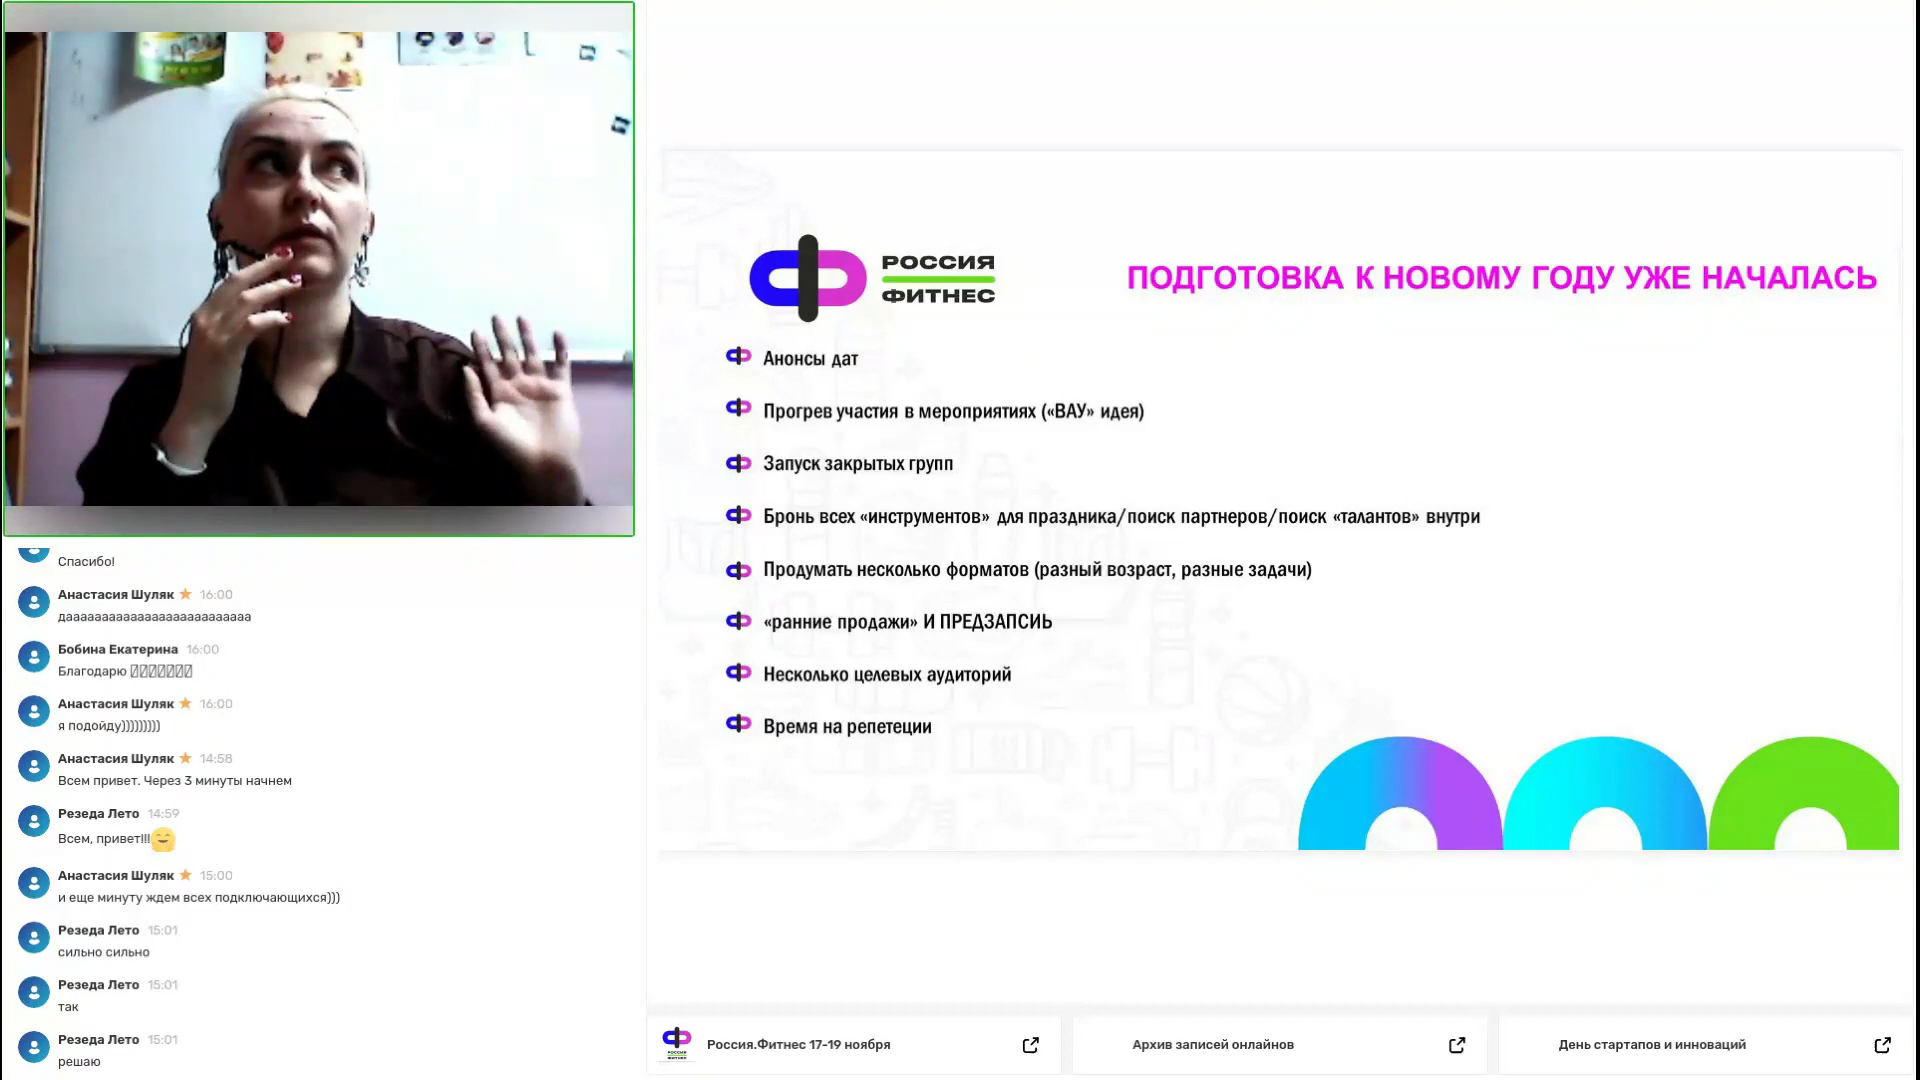 РОССИЯ
ФИТНЕС
ПОДГОТОВКА К НОВОМУ ГОДУ УЖЕ НАЧАЛАСЬ
Анонсы дат
Прогрев участия в мероприятиях («ВАУ» идея)
Запуск закрытых групп
Бронь всех «инструментов» для праздника/поиск партнеров/поиск «талантов» внутри
Продумать несколько форматов (разный возраст, разные задачи)
«ранние продажи» И ПРЕДЗАПСИЬ
Несколько целевых аудиторий
Время на репетеции
Спасибо!
Анастасия Шуляк 16:00
даааааааааааааааааааааааааа
Бобина Екатерина 16:00
Благодарю
Анастасия Шуляк 16:00
я подойду)))))))))
Анастасия Шуляк 14:58
Всем привет. Через 3 минуты начнем
Резеда Лето 14:59
Всем, привет!!!🤗
Анастасия Шуляк 15:00
и еще минуту ждем всех подключающихся)))
Резеда Лето 15:01
сильно сильно
Резеда Лето 15:01
так
Резеда Лето 15:01
решаю
Россия.Фитнес 17-19 ноября
Архив записей онлайнов
День стартапов и инноваций